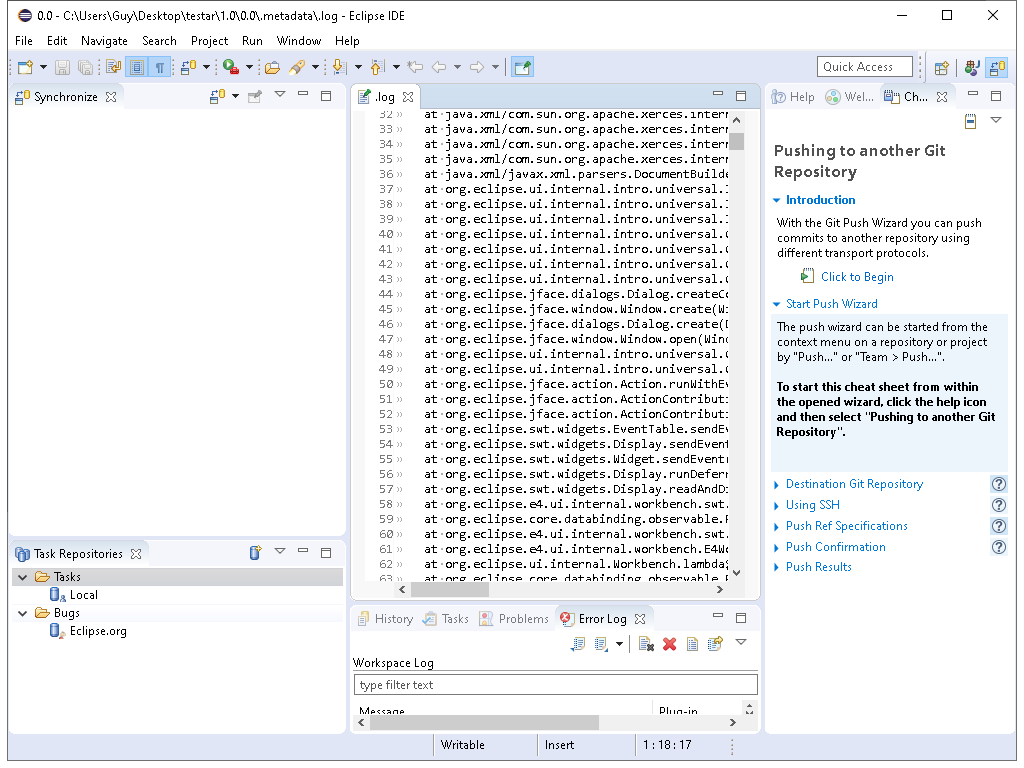 0.0 - C:\Users\Guy\Desktop\testar\1.0\0.0\.metadata\.log - Eclipse IDE
File Edit Navigate Search Project Run Window Help
Quick Access
Synchronize
.log
32 at java.xml/com.sun.org.apache.xerces.intern
33 at java.xml/com.sun.org.apache.xerces.intern
34 at java.xml/com.sun.org.apache.xerces.intern
35 at java.xml/com.sun.org.apache.xerces.intern
36 at java.xml/javax.xml.parsers.DocumentBuilde
37 at org.eclipse.ui.internal.intro.universal.
38 at org.eclipse.ui.internal.intro.universal.
39 at org.eclipse.ui.internal.intro.universal.
40 at org.eclipse.ui.internal.intro.universal.
41 at org.eclipse.ui.internal.intro.universal.
42 at org.eclipse.ui.internal.intro.universal.
43 at org.eclipse.ui.internal.intro.universal.
44 at org.eclipse.jface.dialogs.Dialog.createCo
45 at org.eclipse.jface.window.Window.create(Wi
46 at org.eclipse.jface.dialogs.Dialog.create(D
47 at org.eclipse.jface.window.Window.open(Wind
48 at org.eclipse.ui.internal.intro.universal.
49 at org.eclipse.ui.internal.intro.universal.
50 at org.eclipse.jface.action.Action.runWithEv
51 at org.eclipse.jface.action.ActionContributi
52 at org.eclipse.jface.action.ActionContributi
53 at org.eclipse.swt.widgets.EventTable.sendEv
54 at org.eclipse.swt.widgets.Display.sendEvent
55 at org.eclipse.swt.widgets.Widget.sendEvent
56 at org.eclipse.swt.widgets.Display.runDeferr
57 at org.eclipse.swt.widgets.Display.readAndDi
58 at org.eclipse.e4.ui.internal.workbench.swt.
59 at org.eclipse.core.databinding.observable.
60 at org.eclipse.e4.ui.internal.workbench.swt.
61 at org.eclipse.e4.ui.internal.workbench.E4Wo
62 at org.eclipse.ui.internal.Workbench.lambda$
63 at org.eclipse.core.databinding.observable.
Help Wel... Ch...
Pushing to another Git
Repository
Introduction
With the Git Push Wizard you can push
commits to another repository using
different transport protocols.
Click to Begin
Start Push Wizard
The push wizard can be started from the
context menu on a repository or project
by "Push..." or "Team > Push...".
To start this cheat sheet from within
the opened wizard, click the help icon
and then select "Pushing to another Git
Repository".
Destination Git Repository
Using SSH
Push Ref Specifications
Push Confirmation
Push Results
Task Repositories
Tasks
Local
Bugs
Eclipse.org
History Tasks Problems Error Log
Workspace Log
type filter text
Message Plug-in
Writable Insert 1 : 18 : 17